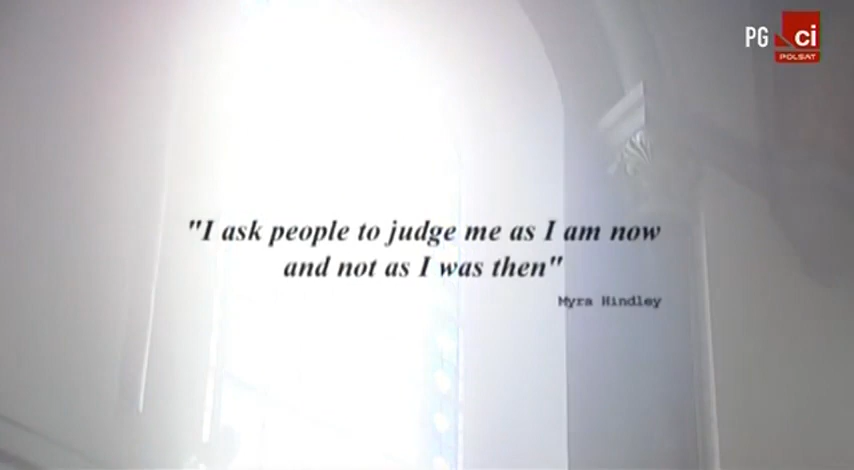 PG
ci
POLSAT
"I ask people to judge me as I am now
and not as I was then"
Myra Hindley